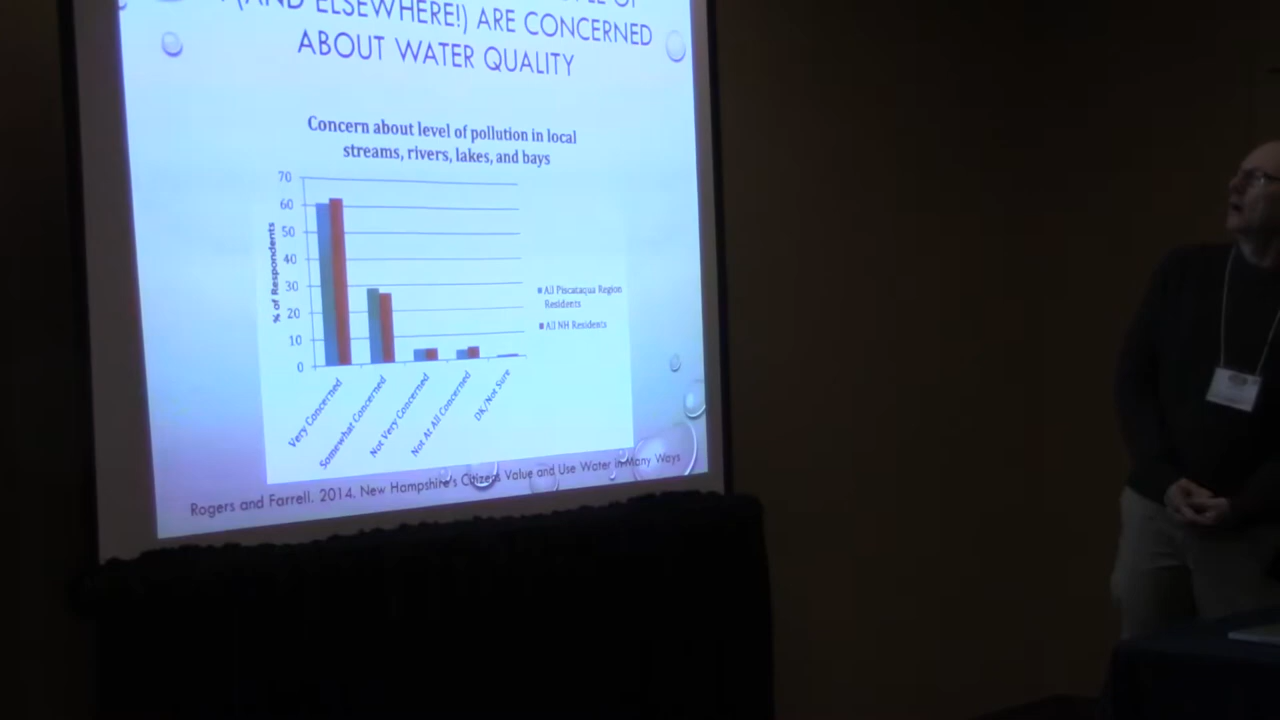 (AND ELSEWHERE!) ARE CONCERNED
ABOUT WATER QUALITY
Concern about level of pollution in local
streams, rivers, lakes, and bays
% of Respondents
70
60
50
40
30
20
10
0
Very Concerned
Somewhat Concerned
Not Very Concerned
Not At All Concerned
DK/Not Sure
All Piscataqua Region
Residents
All NH Residents
Rogers and Farrell. 2014. New Hampshire's Citizens Value and Use Water in Many Ways